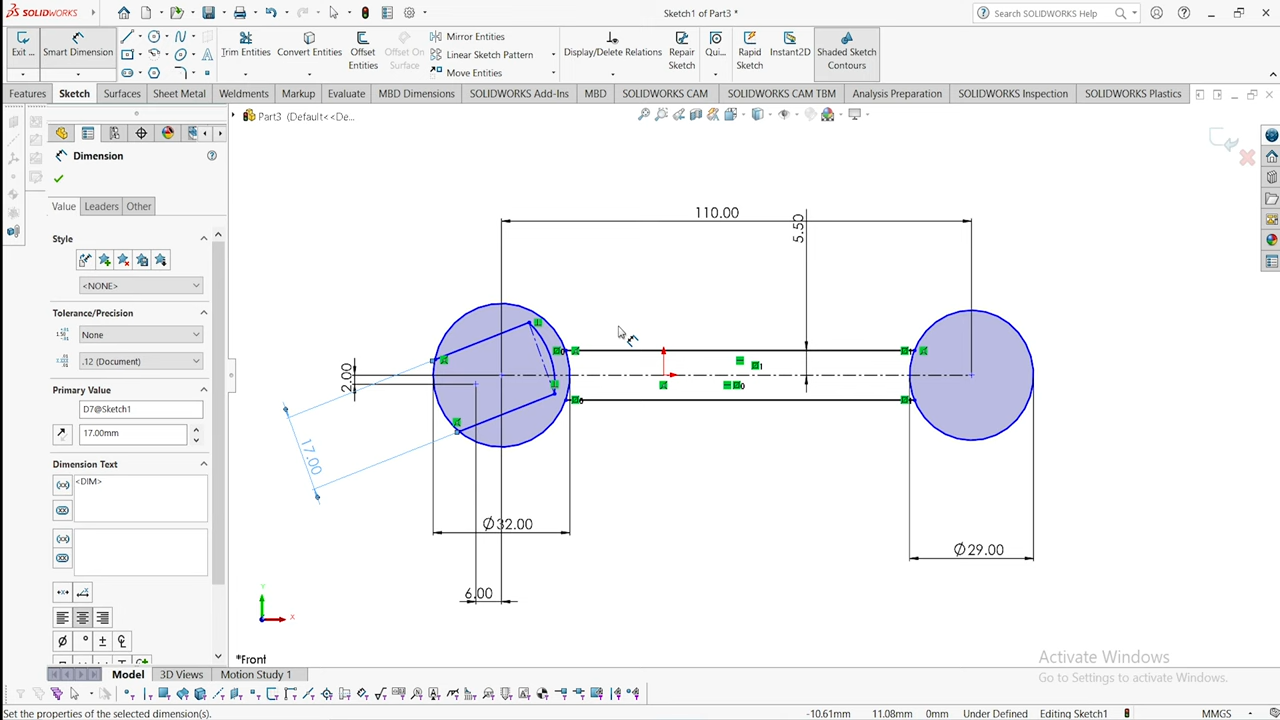 SOLIDWORKS
Sketch1 of Part3 *
Search SOLIDWORKS Help
Exit ...
Smart Dimension
Trim Entities
Convert Entities
Offset
Entities
Offset On
Surface
Mirror Entities
Linear Sketch Pattern
Move Entities
Display/Delete Relations
Repair
Sketch
Qui...
Rapid
Sketch
Instant2D
Shaded Sketch
Contours
Features
Sketch
Surfaces
Sheet Metal
Weldments
Markup
Evaluate
MBD Dimensions
SOLIDWORKS Add-Ins
MBD
SOLIDWORKS CAM
SOLIDWORKS CAM TBM
Analysis Preparation
SOLIDWORKS Inspection
SOLIDWORKS Plastics
Part3 (Default<<De...
Dimension
Value
Leaders
Other
Style
<NONE>
Tolerance/Precision
None
.12 (Document)
Primary Value
D7@Sketch1
17.00mm
Dimension Text
<DIM>
110.00
5.50
2.00
17.00
Ø32.00
Ø29.00
6.00
Y
X
*Front
Activate Windows
Go to Settings to activate Windows.
Model
3D Views
Motion Study 1
Set the properties of the selected dimension(s).
-10.61mm
11.08mm
0mm
Under Defined
Editing Sketch1
MMGS